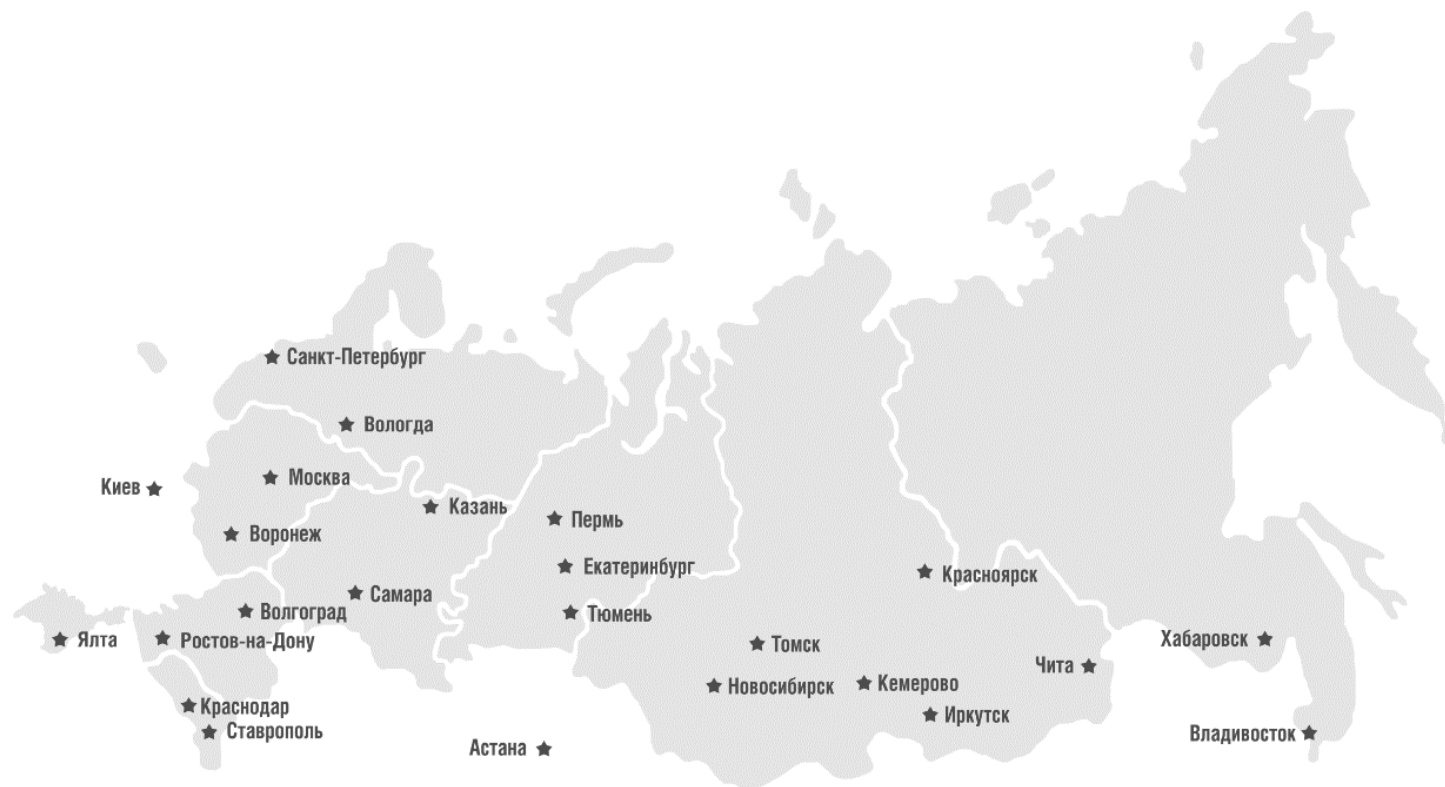 Санкт-Петербург
Вологда
Москва
Киев
Казань
Пермь
Воронеж
Екатеринбург
Красноярск
Самара
Волгоград
Тюмень
Ялта
Ростов-на-Дону
Томск
Хабаровск
Чита
Новосибирск
Кемерово
Краснодар
Иркутск
Ставрополь
Владивосток
Астана